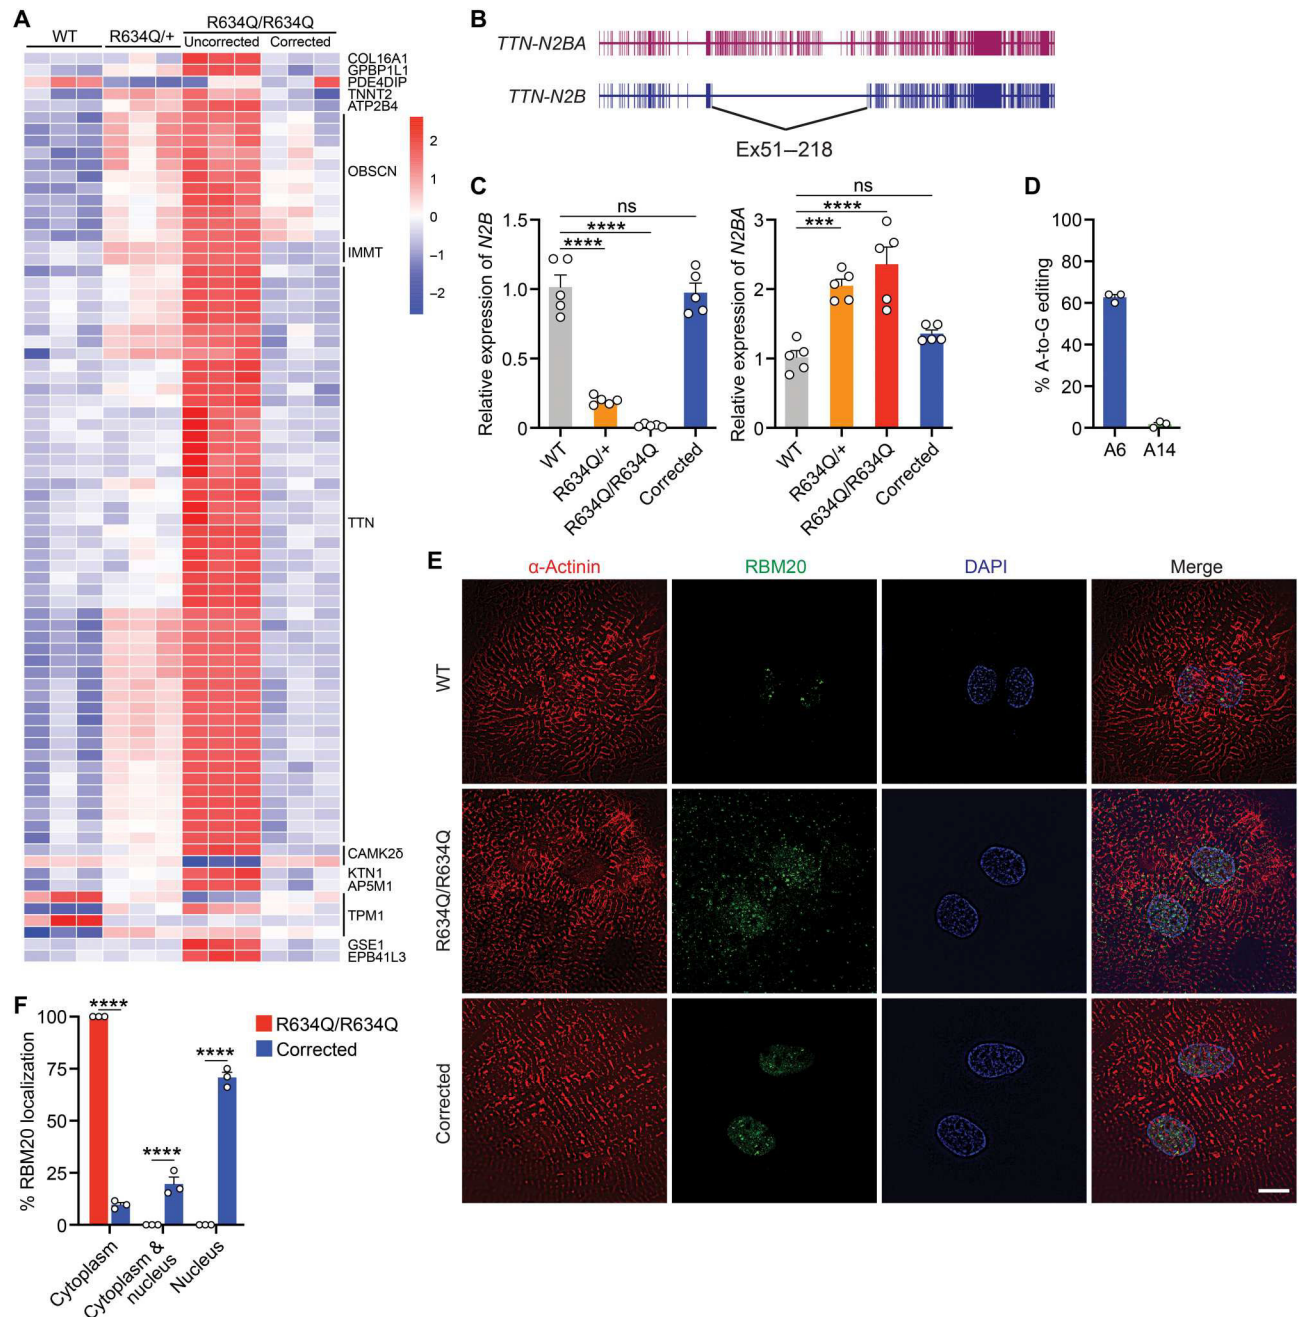 A
WT
R634Q/+
R634Q/R634Q
Uncorrected
Corrected
COL16A1
GPBP1L1
PDE4DIP
TNNT2
ATP2B4
OBSCN
IMMT
TTN
CAMK2δ
KTN1
AP5M1
TPM1
GSE1
EPB41L3
2
1
0
−1
−2
B
TTN-N2BA
TTN-N2B
Ex51–218
C
Relative expression of N2B
1.5
1.0
0.5
0
ns
****
****
WT
R634Q/+
R634Q/R634Q
Corrected
Relative expression of N2BA
3
2
1
0
ns
****
***
WT
R634Q/+
R634Q/R634Q
Corrected
D
% A-to-G editing
100
80
60
40
20
0
A6
A14
E
α-Actinin
RBM20
DAPI
Merge
WT
R634Q/R634Q
Corrected
F
% RBM20 localization
100
75
50
25
0
****
****
****
R634Q/R634Q
Corrected
Cytoplasm
Cytoplasm &
nucleus
Nucleus